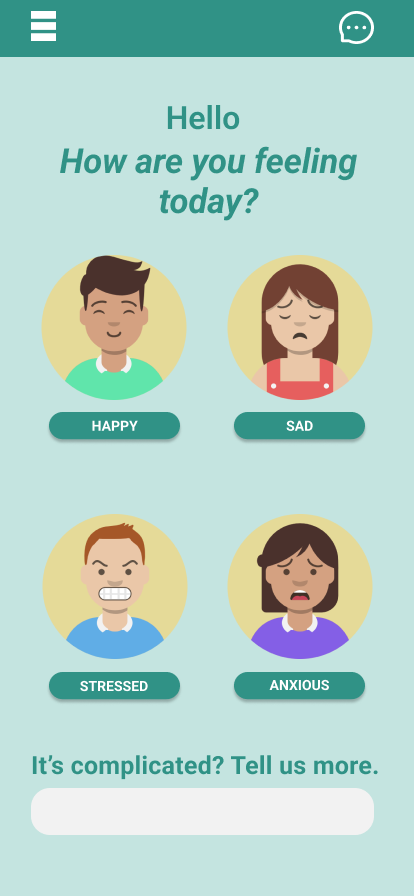 Hello
How are you feeling
today?
HAPPY
SAD
STRESSED
ANXIOUS
It’s complicated? Tell us more.